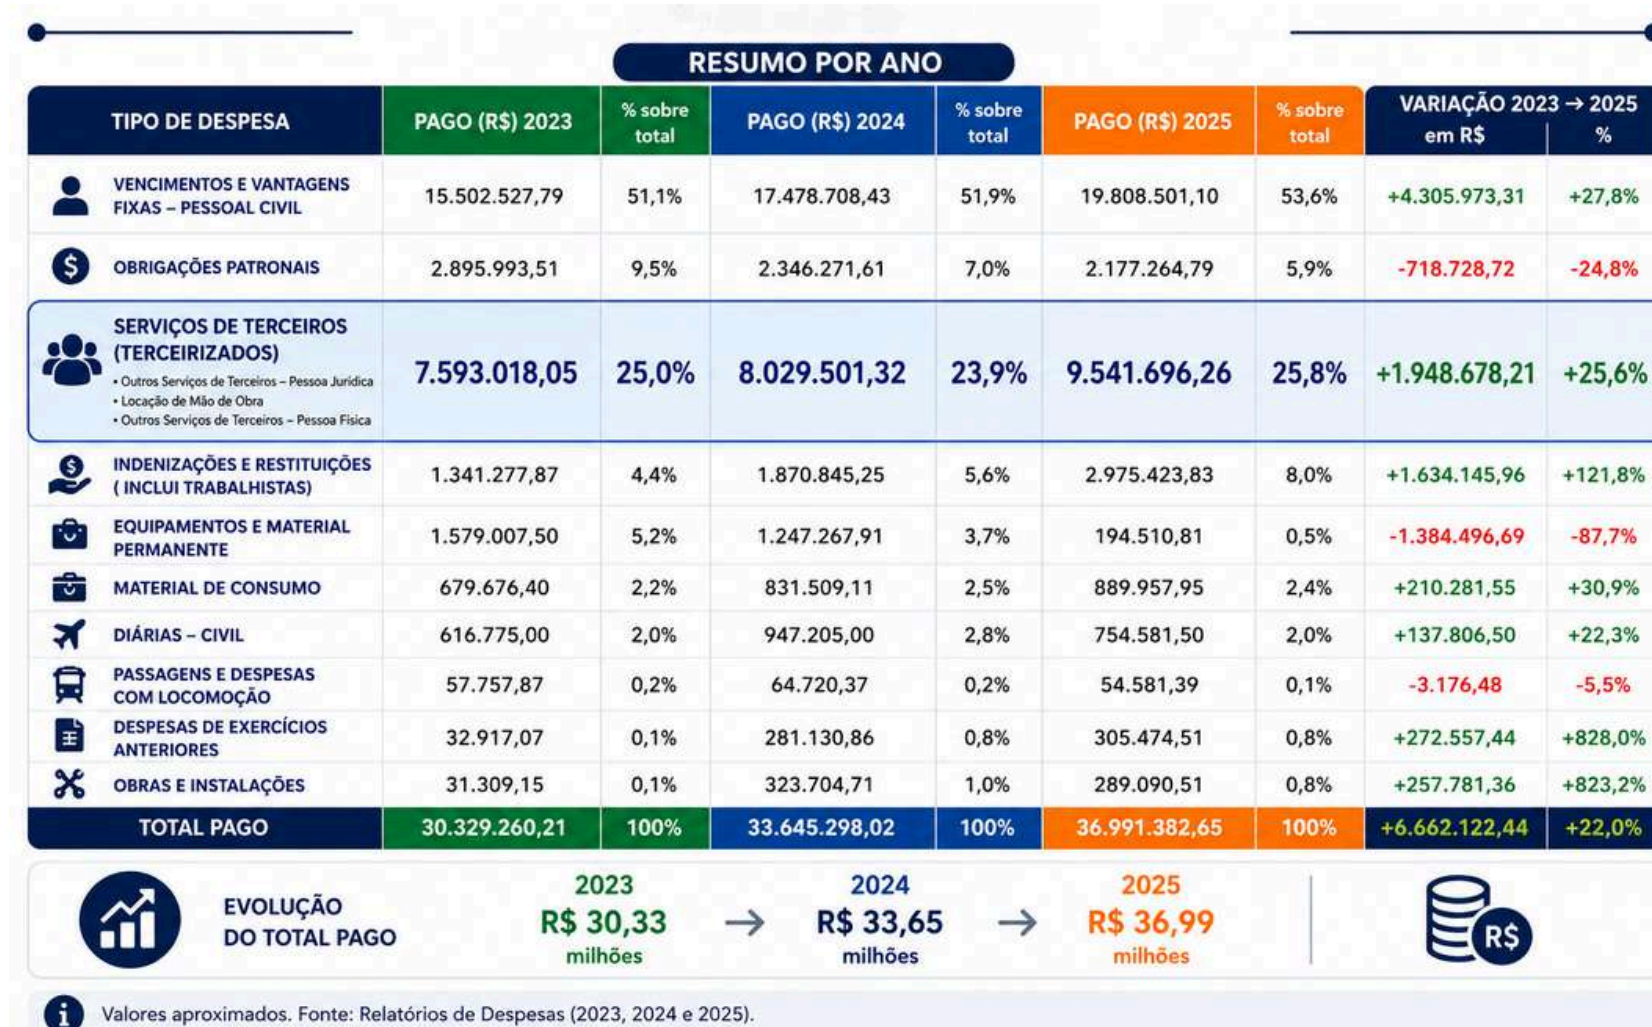 RESUMO POR ANO
TIPO DE DESPESA PAGO (R$) 2023 % sobre total PAGO (R$) 2024 % sobre total PAGO (R$) 2025 % sobre total VARIAÇÃO 2023 → 2025 em R$ %
VENCIMENTOS E VANTAGENS
FIXAS – PESSOAL CIVIL 15.502.527,79 51,1% 17.478.708,43 51,9% 19.808.501,10 53,6% +4.305.973,31 +27,8%
OBRIGAÇÕES PATRONAIS 2.895.993,51 9,5% 2.346.271,61 7,0% 2.177.264,79 5,9% -718.728,72 -24,8%
SERVIÇOS DE TERCEIROS
(TERCEIRIZADOS) 7.593.018,05 25,0% 8.029.501,32 23,9% 9.541.696,26 25,8% +1.948.678,21 +25,6%
• Outros Serviços de Terceiros – Pessoa Jurídica
• Locação de Mão de Obra
• Outros Serviços de Terceiros – Pessoa Física
INDENIZAÇÕES E RESTITUIÇÕES
( INCLUI TRABALHISTAS) 1.341.277,87 4,4% 1.870.845,25 5,6% 2.975.423,83 8,0% +1.634.145,96 +121,8%
EQUIPAMENTOS E MATERIAL
PERMANENTE 1.579.007,50 5,2% 1.247.267,91 3,7% 194.510,81 0,5% -1.384.496,69 -87,7%
MATERIAL DE CONSUMO 679.676,40 2,2% 831.509,11 2,5% 889.957,95 2,4% +210.281,55 +30,9%
DIÁRIAS – CIVIL 616.775,00 2,0% 947.205,00 2,8% 754.581,50 2,0% +137.806,50 +22,3%
PASSAGENS E DESPESAS
COM LOCOMOÇÃO 57.757,87 0,2% 64.720,37 0,2% 54.581,39 0,1% -3.176,48 -5,5%
DESPESAS DE EXERCÍCIOS
ANTERIORES 32.917,07 0,1% 281.130,86 0,8% 305.474,51 0,8% +272.557,44 +828,0%
OBRAS E INSTALAÇÕES 31.309,15 0,1% 323.704,71 1,0% 289.090,51 0,8% +257.781,36 +823,2%
TOTAL PAGO 30.329.260,21 100% 33.645.298,02 100% 36.991.382,65 100% +6.662.122,44 +22,0%
EVOLUÇÃO
DO TOTAL PAGO
2023
R$ 30,33
milhões
→
2024
R$ 33,65
milhões
→
2025
R$ 36,99
milhões
R$
Valores aproximados. Fonte: Relatórios de Despesas (2023, 2024 e 2025).